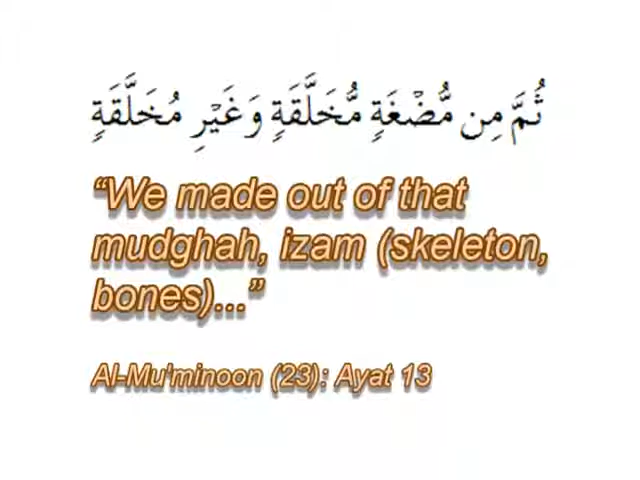 ثُمَّ مِن مُّضْغَةٍ مُّخَلَّقَةٍ وَغَيْرِ مُخَلَّقَةٍ
“We made out of that
mudghah, izam (skeleton,
bones)...”
Al-Mu'minoon (23): Ayat 13